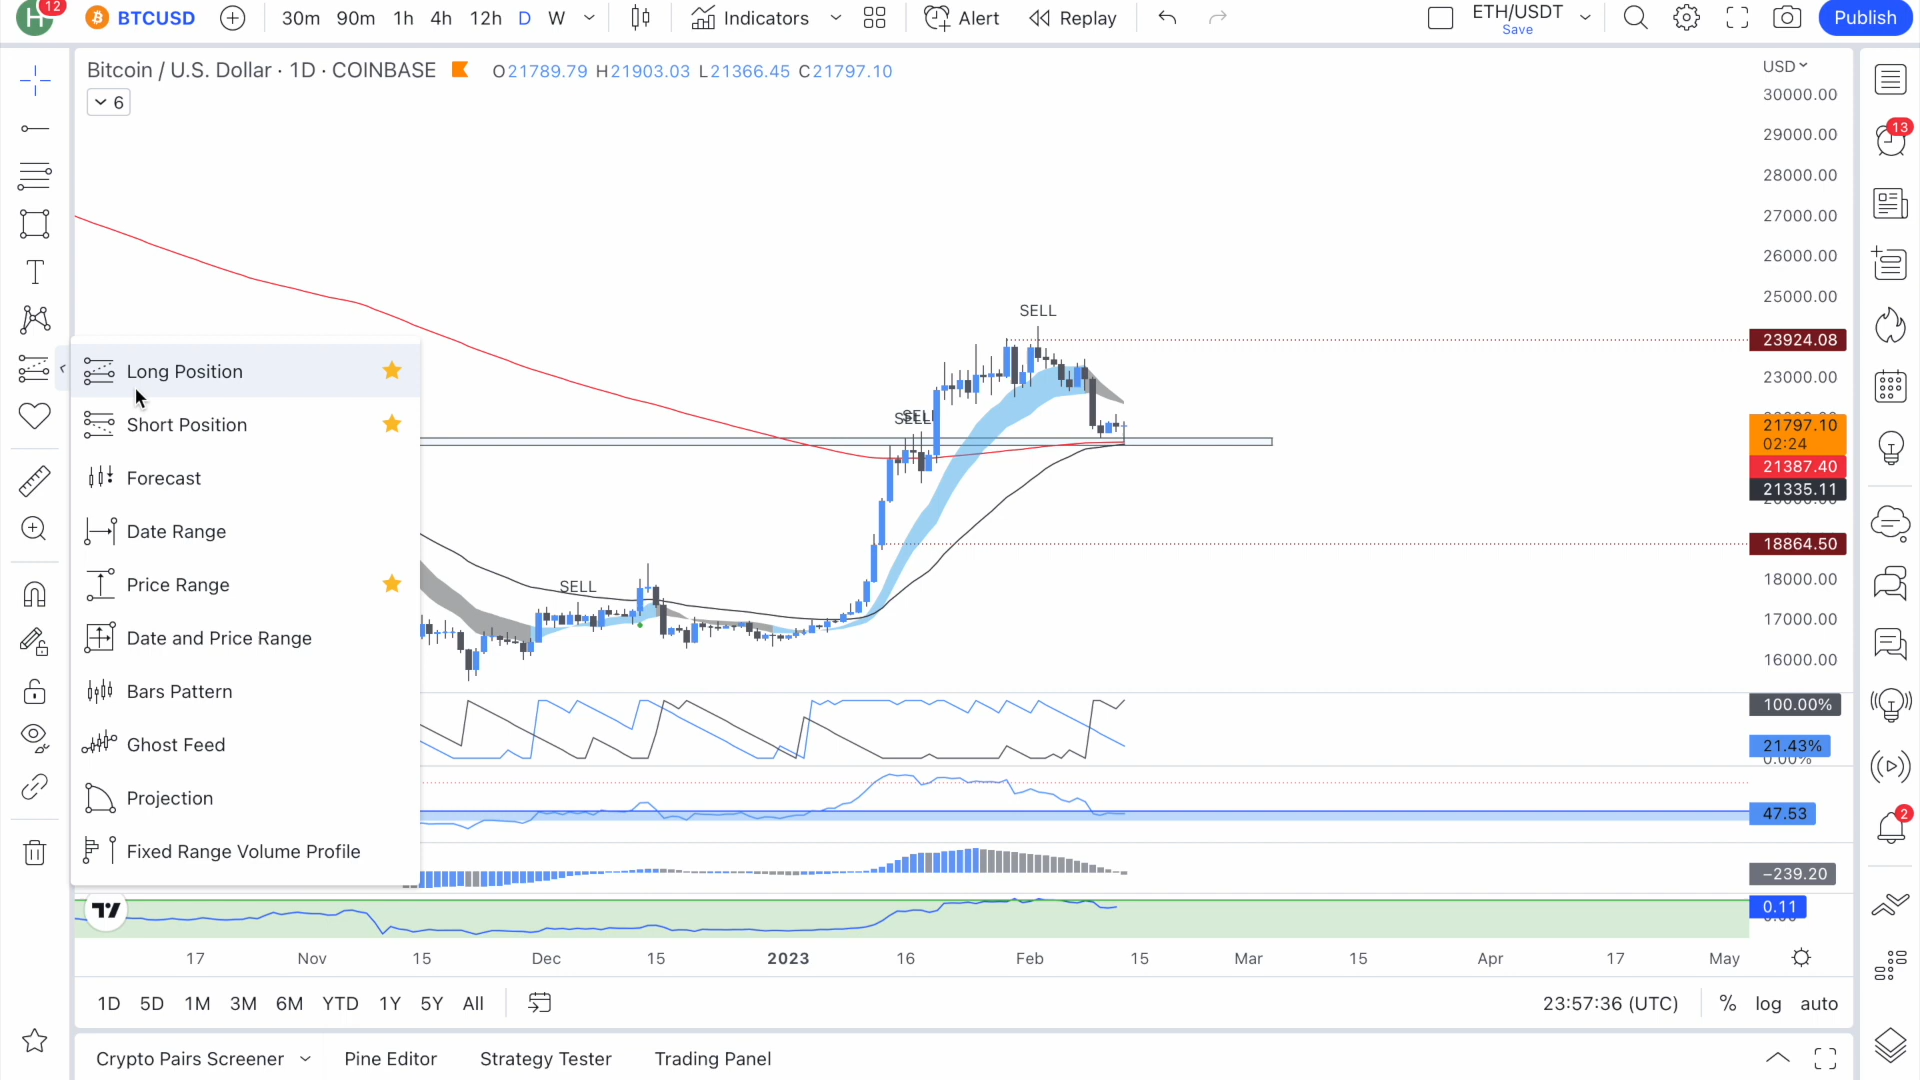 H 12 BTCUSD 30m 90m 1h 4h 12h D W Indicators Alert Replay ETH/USDT Publish
Save
Bitcoin / U.S. Dollar · 1D · COINBASE O21789.79 H21903.03 L21366.45 C21797.10
USD
6
30000.00
29000.00
13
28000.00
27000.00
26000.00
25000.00
SELL
23924.08
23000.00
SELL
SELL
21797.10
02:24
21387.40
21335.11
18864.50
18000.00
SELL
17000.00
16000.00
Long Position
Short Position
Forecast
Date Range
Price Range
Date and Price Range
Bars Pattern
Ghost Feed
Projection
Fixed Range Volume Profile
T
100.00%
21.43%
0.00%
47.53
2
−239.20
0.11
17 Nov 15 Dec 15 2023 16 Feb 15 Mar 15 Apr 17 May
1D 5D 1M 3M 6M YTD 1Y 5Y All 23:57:36 (UTC) % log auto
Crypto Pairs Screener Pine Editor Strategy Tester Trading Panel